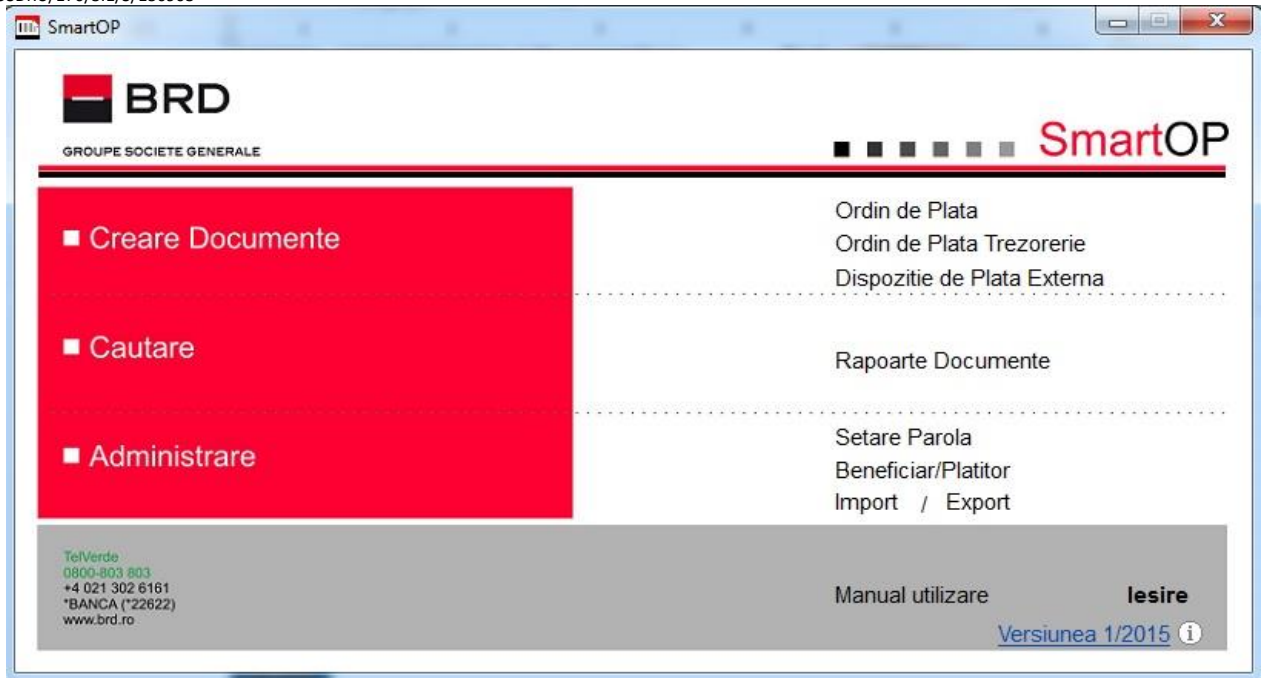 SmartOP
BRD
GROUPE SOCIETE GENERALE
SmartOP
Creare Documente
Ordin de Plata
Ordin de Plata Trezorerie
Dispozitie de Plata Externa
Cautare
Rapoarte Documente
Administrare
Setare Parola
Beneficiar/Platitor
Import / Export
TelVerde
0800-803 803
+4 021 302 6161
*BANCA (*22622)
www.brd.ro
Manual utilizare Iesire
Versiunea 1/2015